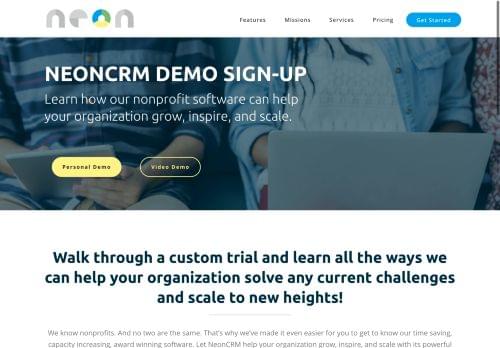 neon
Features Missions Services Pricing Get Started
NEONCRM DEMO SIGN-UP
Learn how our nonprofit software can help
your organization grow, inspire, and scale.
Personal Demo Video Demo
Walk through a custom trial and learn all the ways we
can help your organization solve any current challenges
and scale to new heights!
We know nonprofits. And no two are the same. That's why we've made it even easier for you to get to know our time saving,
capacity increasing, award winning software. Let NeonCRM help your organization grow, inspire, and scale with its powerful